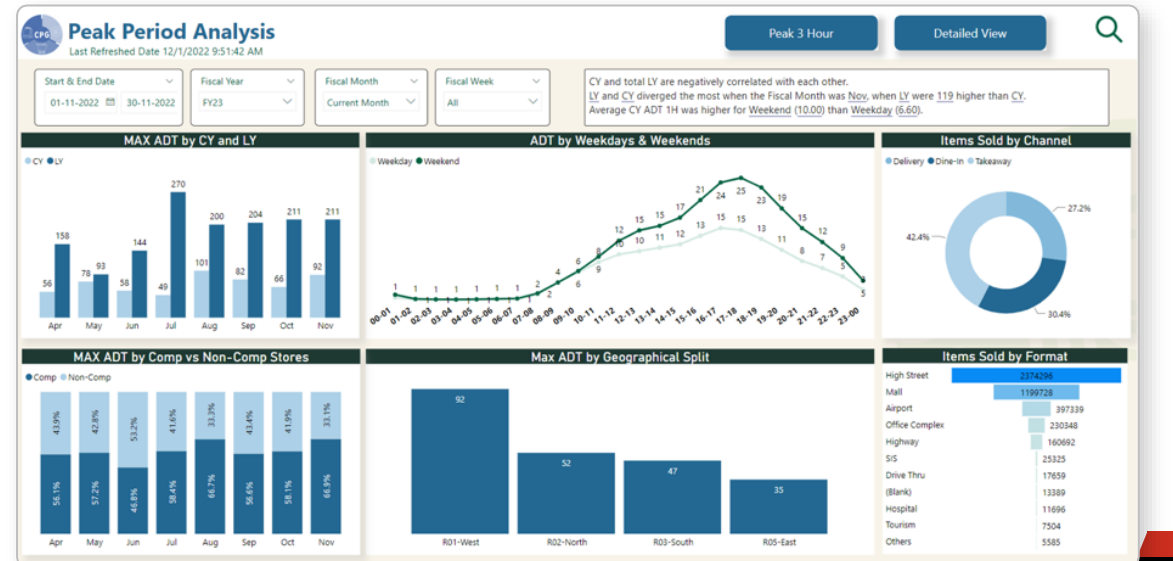 CPG
Peak Period Analysis
Last Refreshed Date 12/1/2022 9:51:42 AM
Peak 3 Hour
Detailed View
Start & End Date
01-11-2022 30-11-2022
Fiscal Year
FY23
Fiscal Month
Current Month
Fiscal Week
All
CY and total LY are negatively correlated with each other.
LY and CY diverged the most when the Fiscal Month was Nov, when LY were 119 higher than CY.
Average CY ADT 1H was higher for Weekend (10.00) than Weekday (6.60).
MAX ADT by CY and LY
CY LY
56 158 78 93 58 144 49 270 101 200 82 204 66 211 92 211
Apr May Jun Jul Aug Sep Oct Nov
ADT by Weekdays & Weekends
Weekday Weekend
1 1 1 1 1 1 1 2 4 6 8 12 15 15 17 21 24 25 23 19 15 12 9
2 6 9 10 10 11 12 13 15 15 13 11 8 7 5 5
00-01 01-02 02-03 03-04 04-05 05-06 06-07 07-08 08-09 09-10 10-11 11-12 12-13 13-14 14-15 15-16 16-17 17-18 18-19 19-20 20-21 21-22 22-23 23-00
Items Sold by Channel
Delivery Dine-In Takeaway
27.2%
42.4%
30.4%
MAX ADT by Comp vs Non-Comp Stores
Comp Non-Comp
43.9% 42.8% 53.2% 41.6% 33.3% 43.4% 41.9% 33.1%
56.1% 57.2% 46.8% 58.4% 66.7% 56.6% 58.1% 66.9%
Apr May Jun Jul Aug Sep Oct Nov
Max ADT by Geographical Split
92 52 47 35
R01-West R02-North R03-South R05-East
Items Sold by Format
High Street 2374296
Mall 1199728
Airport 397339
Office Complex 230348
Highway 160692
SIS 25325
Drive Thru 17659
(Blank) 13389
Hospital 11696
Tourism 7504
Others 5585